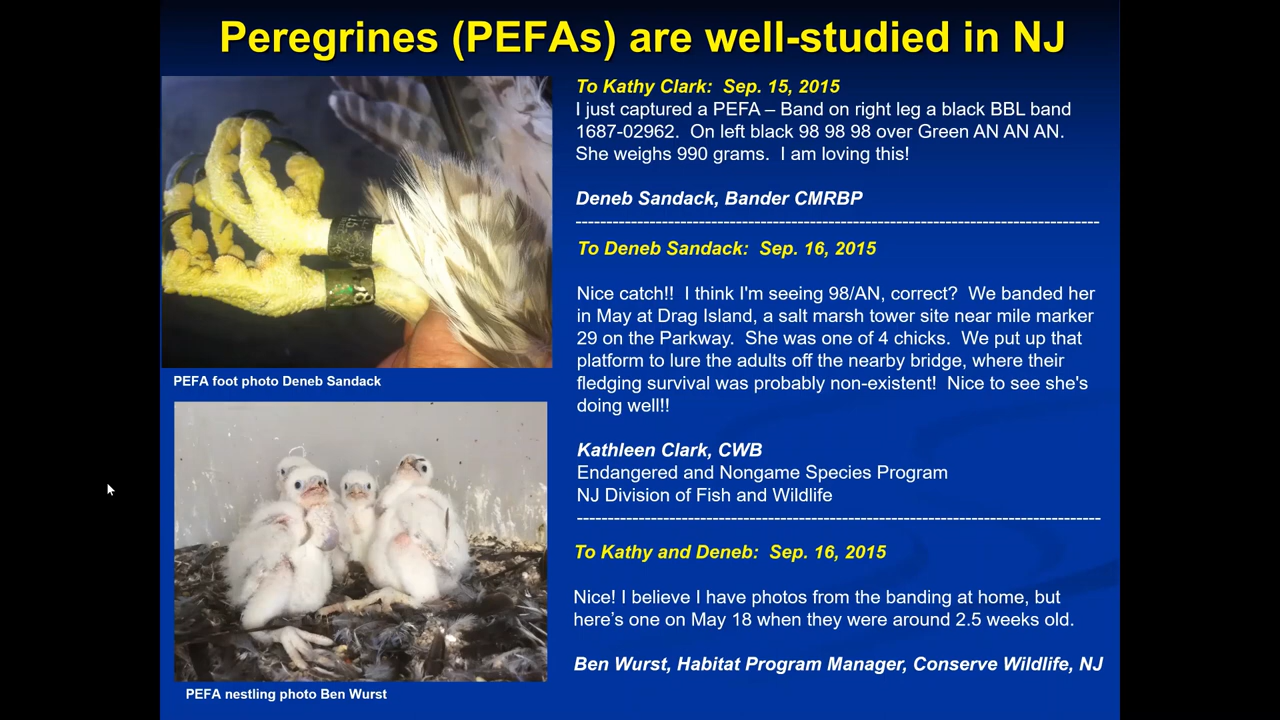 Peregrines (PEFAs) are well-studied in NJ
To Kathy Clark:  Sep. 15, 2015
I just captured a PEFA – Band on right leg a black BBL band
1687-02962.  On left black 98 98 98 over Green AN AN AN.
She weighs 990 grams.  I am loving this!
Deneb Sandack, Bander CMRBP
--------------------------------------------------------------------------------------
To Deneb Sandack:  Sep. 16, 2015
Nice catch!!  I think I'm seeing 98/AN, correct?  We banded her
in May at Drag Island, a salt marsh tower site near mile marker
29 on the Parkway.  She was one of 4 chicks.  We put up that
platform to lure the adults off the nearby bridge, where their
fledging survival was probably non-existent!  Nice to see she's
doing well!!
Kathleen Clark, CWB
Endangered and Nongame Species Program
NJ Division of Fish and Wildlife
--------------------------------------------------------------------------------------
To Kathy and Deneb:  Sep. 16, 2015
Nice! I believe I have photos from the banding at home, but
here’s one on May 18 when they were around 2.5 weeks old.
Ben Wurst, Habitat Program Manager, Conserve Wildlife, NJ
PEFA foot photo Deneb Sandack
PEFA nestling photo Ben Wurst